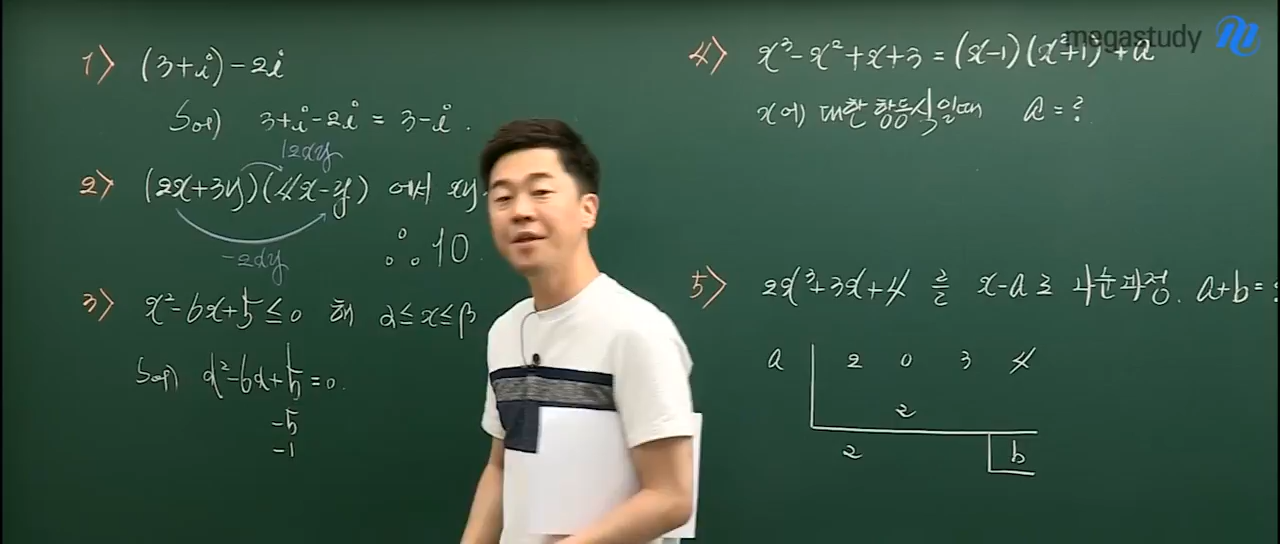 1) (3+i)-2i
Sol) 3+i-2i = 3-i.
12xy
2) (2x+3y)(4x-y) 에서 xy
-2xy
∴ 10
3) x²-6x+5≤0 해 α≤x≤β
Sol) x²-6x+5=0.
-5
-1
megastudy
4) x³-x²+x+3=(x-1)(x²+1)+a
x에 대한 항등식일때 a=?
5) 2x³+3x+4 를 x-a로 나눈과정. a+b=?
a 2 0 3 4
2
2 b